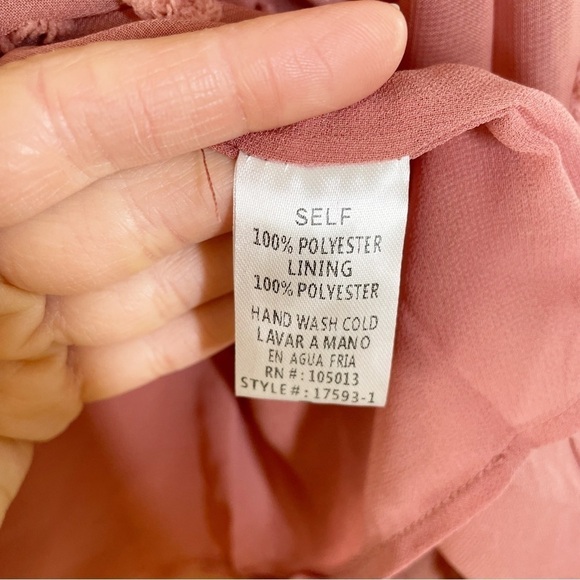 SELF
100% POLYESTER
LINING
100% POLYESTER
HAND WASH COLD
LAVAR A MANO
EN AGUA FRIA
RN#: 105013
STYLE#: 17593-1